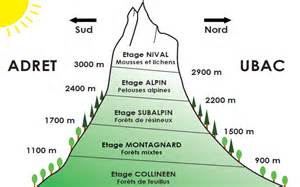 Sud
Nord
ADRET
UBAC
Etage NIVAL
Mousses et lichens
3000 m
2900 m
Etage ALPIN
Pelouses alpines
2400 m
2200 m
Etage SUBALPIN
Forêts de résineux
1700 m
1500 m
Etage MONTAGNARD
Forêts mixtes
1100 m
900 m
Etage COLLINEEN
Forêts de feuillus